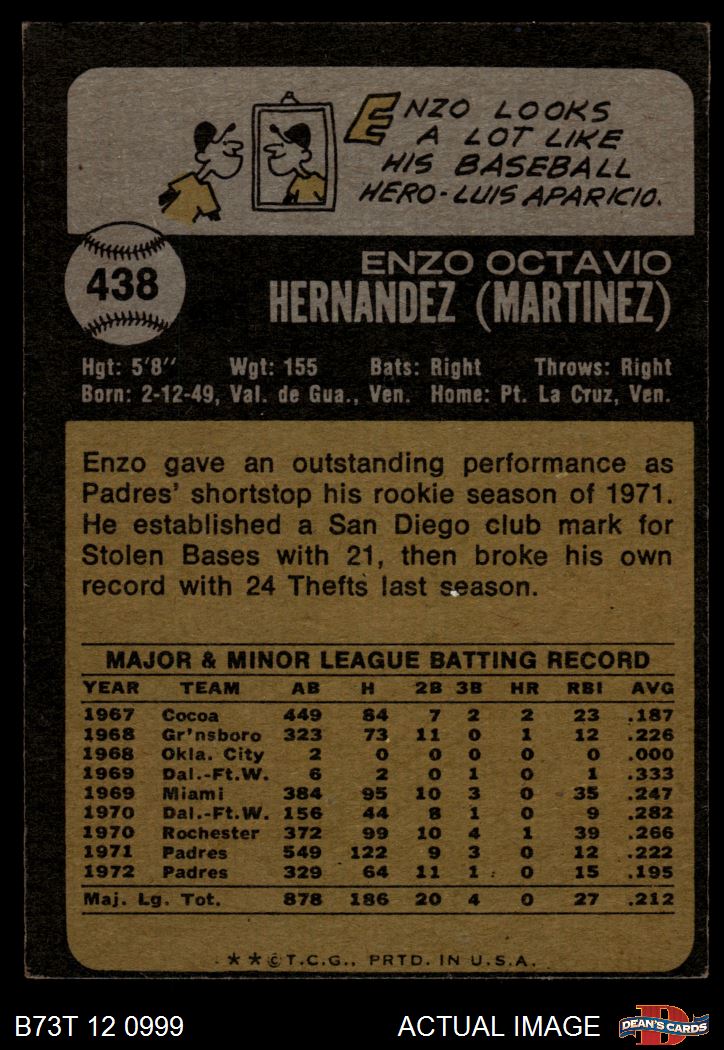 ENZO LOOKS
A LOT LIKE
HIS BASEBALL
HERO-LUIS APARICIO.
438
ENZO OCTAVIO
HERNANDEZ (MARTINEZ)
Hgt: 5'8" Wgt: 155 Bats: Right Throws: Right
Born: 2-12-49, Val. de Gua., Ven. Home: Pt. La Cruz, Ven.
Enzo gave an outstanding performance as
Padres' shortstop his rookie season of 1971.
He established a San Diego club mark for
Stolen Bases with 21, then broke his own
record with 24 Thefts last season.
MAJOR & MINOR LEAGUE BATTING RECORD
YEAR TEAM AB H 2B 3B HR RBI AVG
1967 Cocoa 449 84 7 2 2 23 .187
1968 Gr'nsboro 323 73 11 0 1 12 .226
1968 Okla. City 2 0 0 0 0 0 .000
1969 Dal.-Ft.W. 6 2 0 1 0 1 .333
1969 Miami 384 95 10 3 0 35 .247
1970 Dal.-Ft.W. 156 44 8 1 0 9 .282
1970 Rochester 372 99 10 4 1 39 .266
1971 Padres 549 122 9 3 0 12 .222
1972 Padres 329 64 11 1 0 15 .195
Maj. Lg. Tot. 878 186 20 4 0 27 .212
**©T.C.G., PRTD. IN U.S.A.
B73T 12 0999
ACTUAL IMAGE
D
DEAN'S CARDS